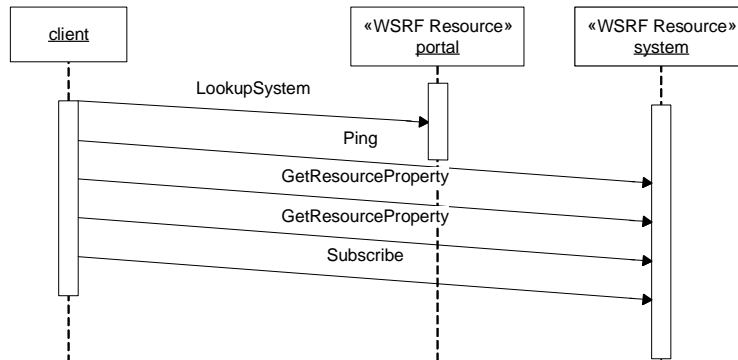 client
«WSRF Resource»
portal
«WSRF Resource»
system
LookupSystem
Ping
GetResourceProperty
GetResourceProperty
Subscribe